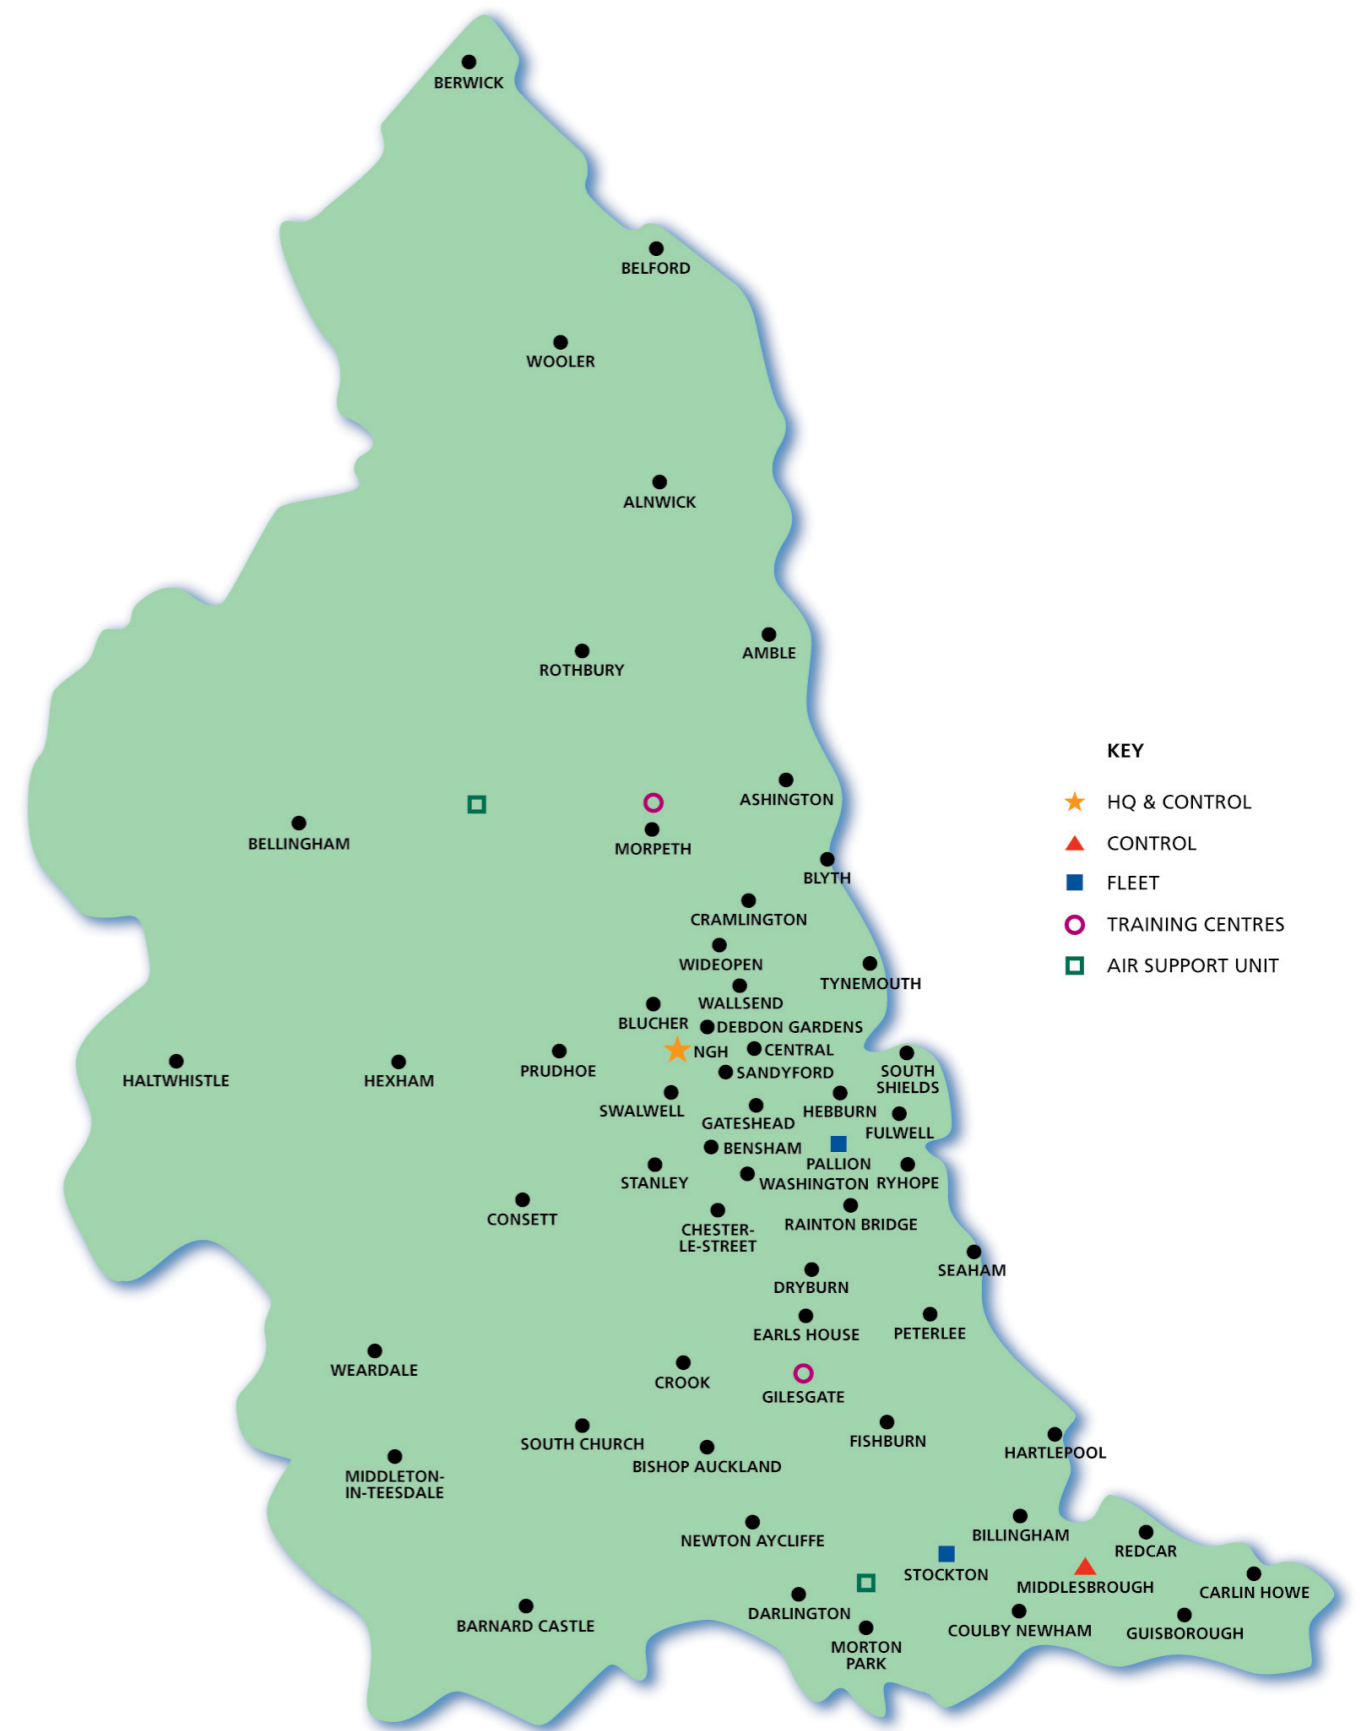 BERWICK
BELFORD
WOOLER
ALNWICK
AMBLE
ROTHBURY
KEY
ASHINGTON
HQ & CONTROL
BELLINGHAM
MORPETH
CONTROL
BLYTH
FLEET
CRAMLINGTON
TRAINING CENTRES
WIDEOPEN
AIR SUPPORT UNIT
TYNEMOUTH
WALLSEND
BLUCHER
DEBDON GARDENS
NGH
CENTRAL
PRUDHOE
SANDYFORD
SOUTH
SHIELDS
HALTWHISTLE
HEXHAM
SWALWELL
HEBBURN
GATESHEAD
FULWELL
BENSHAM
PALLION
STANLEY
WASHINGTON
RYHOPE
CONSETT
RAINTON BRIDGE
CHESTER-
LE-STREET
SEAHAM
DRYBURN
EARLS HOUSE
PETERLEE
WEARDALE
CROOK
GILESGATE
FISHBURN
SOUTH CHURCH
HARTLEPOOL
BISHOP AUCKLAND
MIDDLETON-
IN-TEESDALE
BILLINGHAM
NEWTON AYCLIFFE
REDCAR
STOCKTON
MIDDLESBROUGH
CARLIN HOWE
DARLINGTON
BARNARD CASTLE
COULBY NEWHAM
GUISBOROUGH
MORTON
PARK